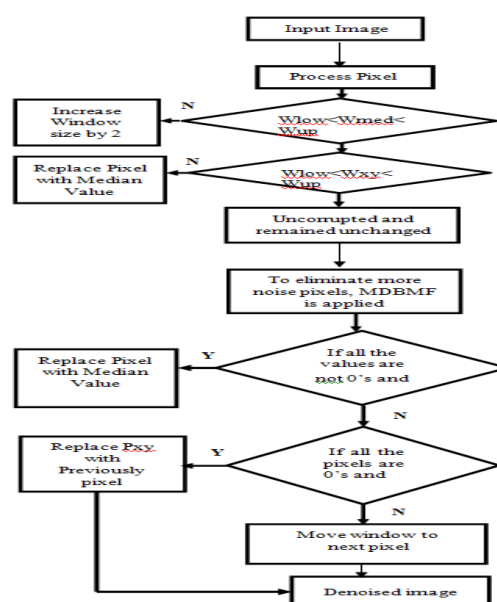 Input Image
Process Pixel
N
Increase
Window
size by 2
Wlow<Wmed<
Wup
N
Replace Pixel
with Median
Value
Wlow<Wxy<
Wup
Uncorrupted and
remained unchanged
To eliminate more
noise pixels, MDBMF
is applied
Y
Replace Pixel
with Median
Value
If all the
values are
not 0's and
N
Y
Replace Pxy
with
Previously
pixel
If all the
pixels are
0's and
N
Move window to
next pixel
Denoised image